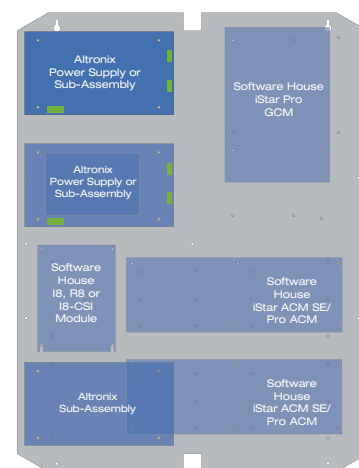 Altronix
Power Supply or
Sub-Assembly
Software House
iStar Pro
GCM
Altronix
Power Supply or
Sub-Assembly
Software
House
I8, R8 or
I8-CSI
Module
Software
House
iStar ACM SE/
Pro ACM
Altronix
Sub-Assembly
Software
House
iStar ACM SE/
Pro ACM